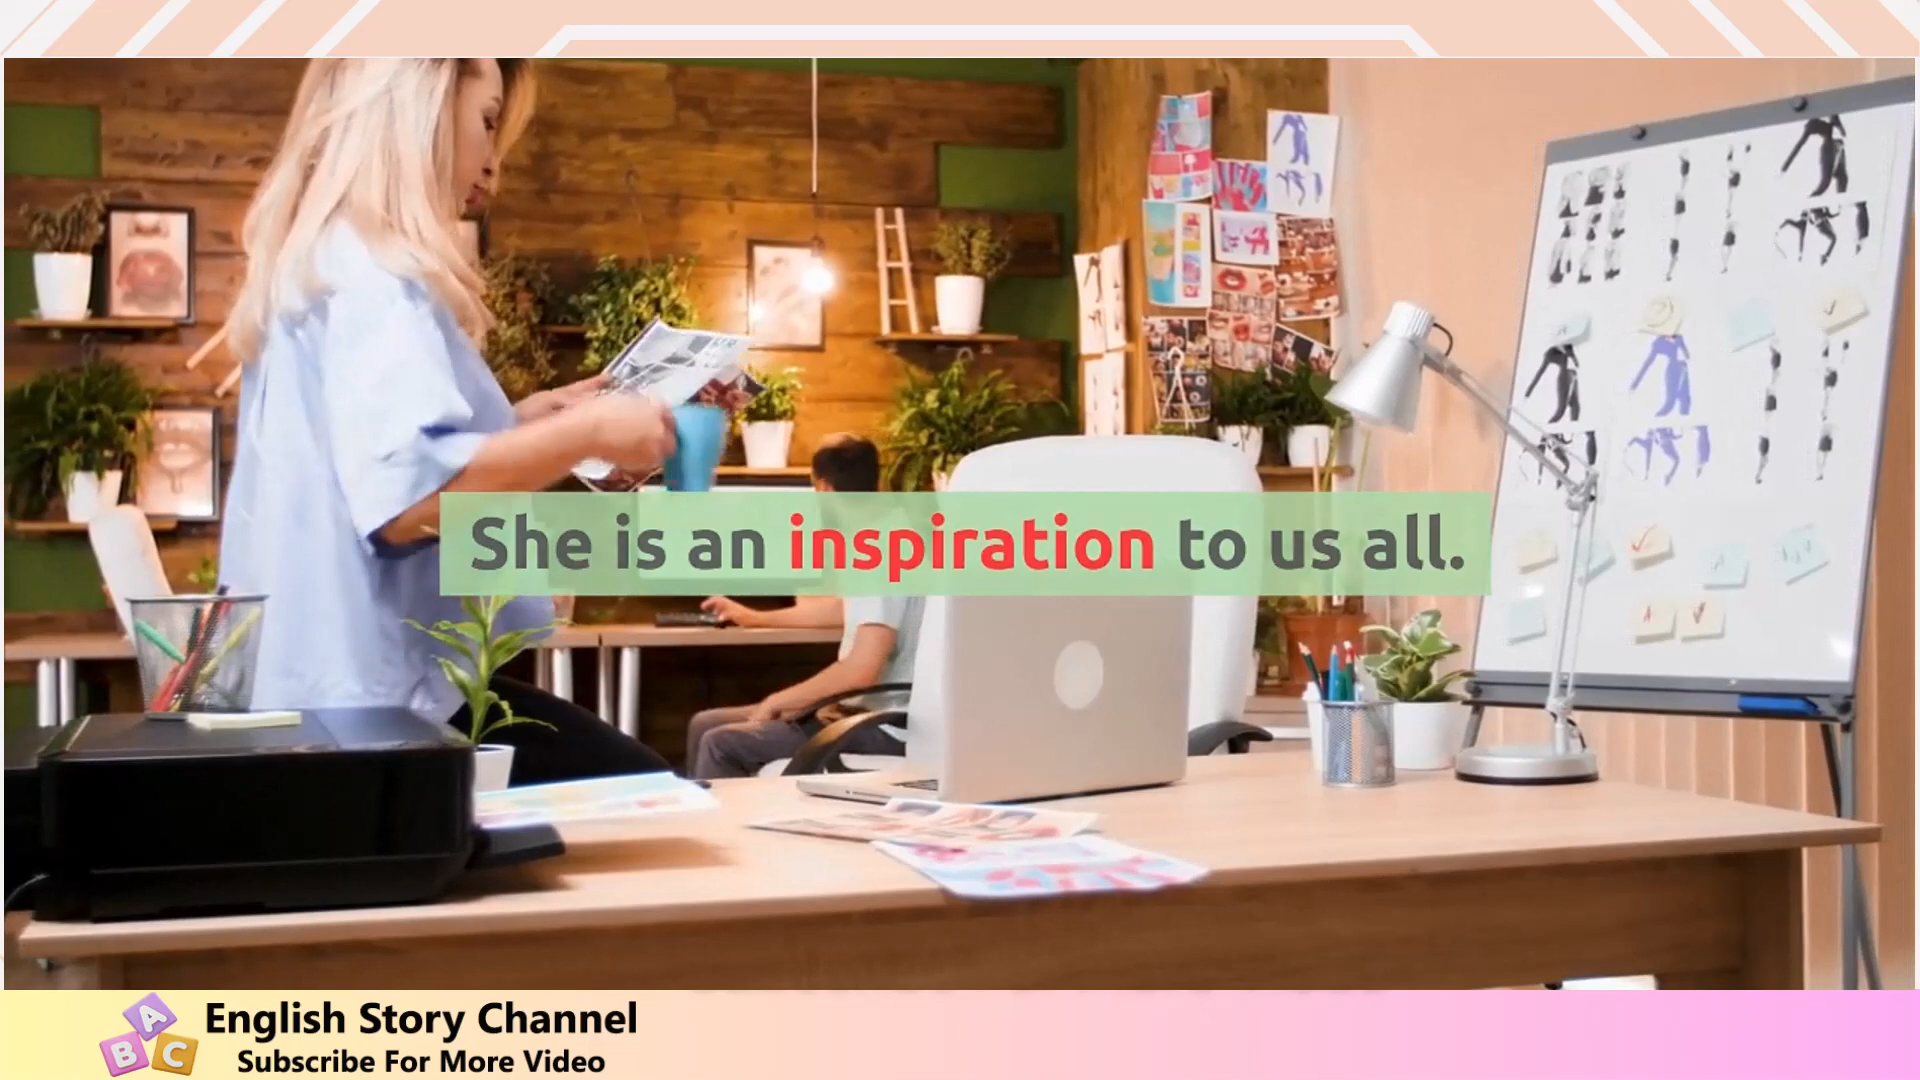 She is an inspiration to us all.
A
B
C
English Story Channel
Subscribe For More Video